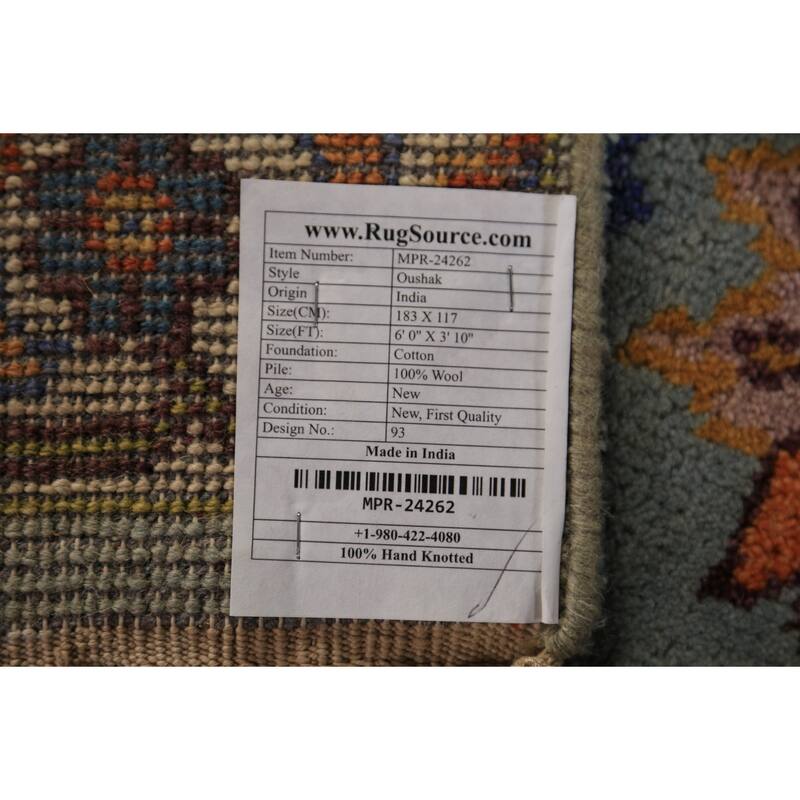 www.RugSource.com
Item Number: MPR-24262
Style Oushak
Origin India
Size(CM): 183 X 117
Size(FT): 6' 0" X 3' 10"
Foundation: Cotton
Pile: 100% Wool
Age: New
Condition: New, First Quality
Design No.: 93
Made in India
MPR-24262
+1-980-422-4080
100% Hand Knotted